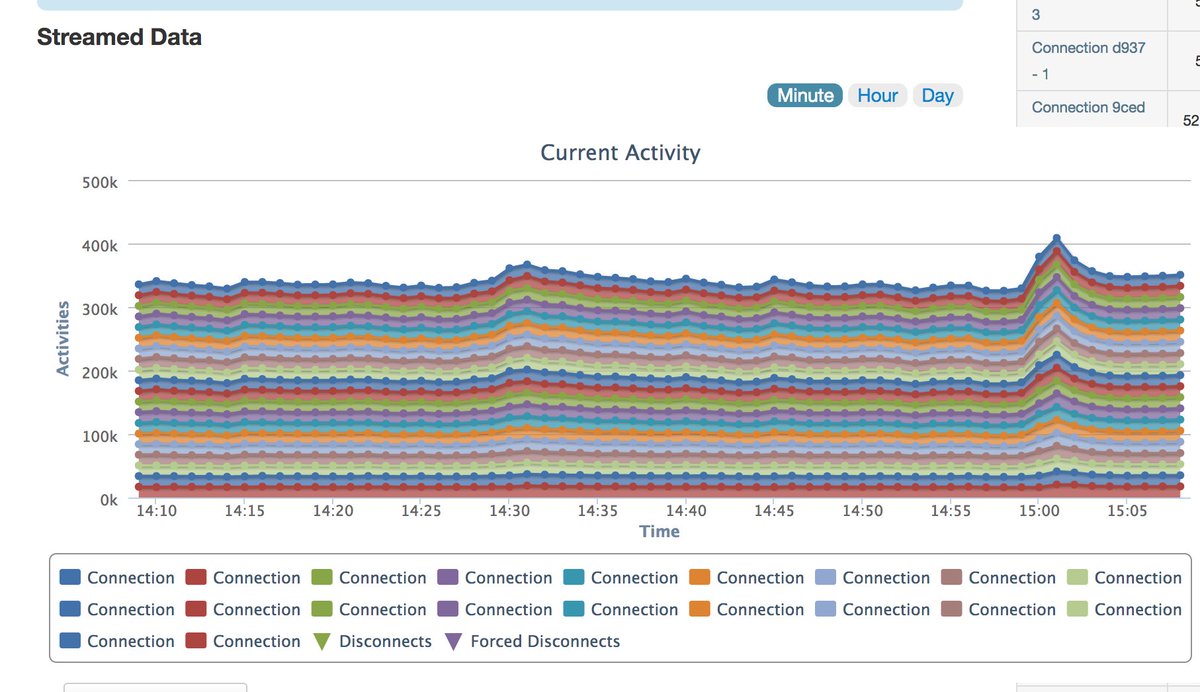 Streamed Data
3
Connection d937
- 1
Connection 9ced
52
Minute Hour Day
Current Activity
500k
400k
300k
200k
100k
0k
Activities
14:10 14:15 14:20 14:25 14:30 14:35 14:40 14:45 14:50 14:55 15:00 15:05
Time
Connection Connection Connection Connection Connection Connection Connection Connection Connection
Connection Connection Connection Connection Connection Connection Connection Connection Connection
Connection Connection Disconnects Forced Disconnects